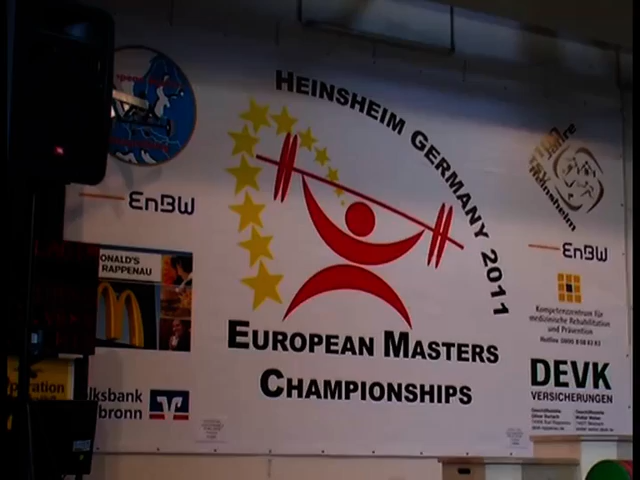 HEINSHEIM GERMANY 2011
EnBW
ONALD'S
RAPPENAU
lksbank
bronn
EUROPEAN MASTERS
CHAMPIONSHIPS
Heinsheim
EnBW
Kompetenzzentrum für
medizinische Rehabilitation
und Prävention
DEVK
VERSICHERUNGEN